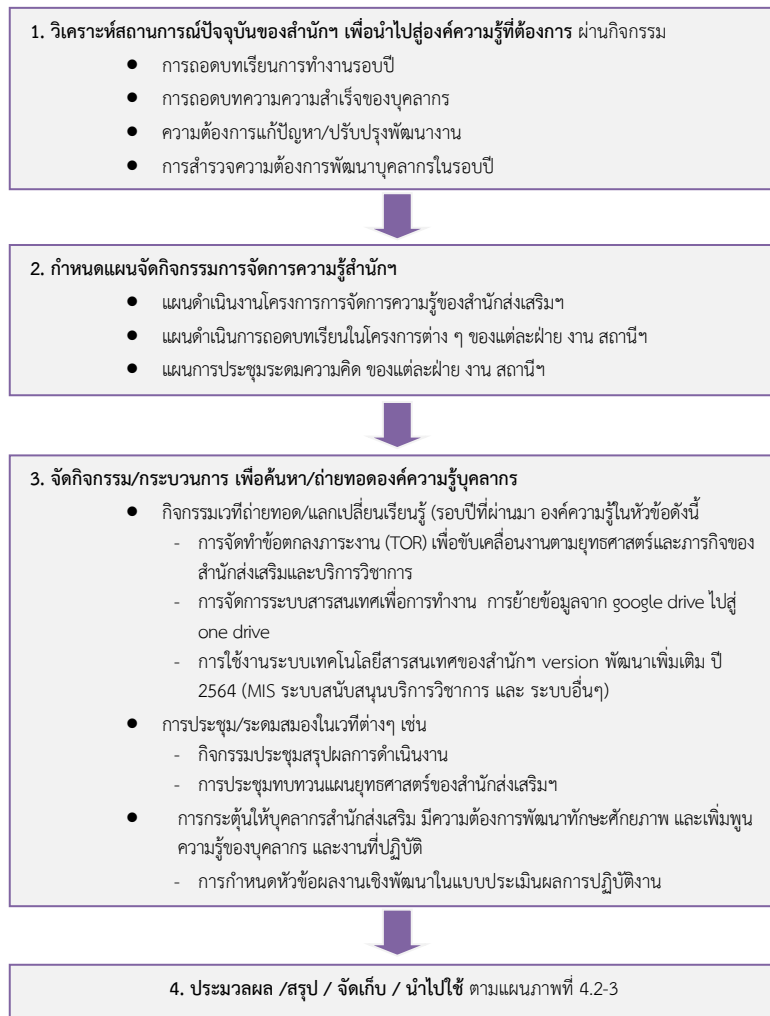 1. วิเคราะห์สถานการณ์ปัจจุบันของสำนักฯ เพื่อนำไปสู่องค์ความรู้ที่ต้องการ ผ่านกิจกรรม
● การถอดบทเรียนการทำงานรอบปี
● การถอดบทความความสำเร็จของบุคลากร
● ความต้องการแก้ปัญหา/ปรับปรุงพัฒนางาน
● การสำรวจความต้องการพัฒนาบุคลากรในรอบปี
2. กำหนดแผนจัดกิจกรรมการจัดการความรู้สำนักฯ
● แผนดำเนินงานโครงการการจัดการความรู้ของสำนักส่งเสริมฯ
● แผนดำเนินการถอดบทเรียนในโครงการต่าง ๆ ของแต่ละฝ่าย งาน สถานีฯ
● แผนการประชุมระดมความคิด ของแต่ละฝ่าย งาน สถานีฯ
3. จัดกิจกรรม/กระบวนการ เพื่อค้นหา/ถ่ายทอดองค์ความรู้บุคลากร
● กิจกรรมเวทีถ่ายทอด/แลกเปลี่ยนเรียนรู้ (รอบปีที่ผ่านมา องค์ความรู้ในหัวข้อดังนี้
- การจัดทำข้อตกลงภาระงาน (TOR) เพื่อขับเคลื่อนงานตามยุทธศาสตร์และภารกิจของ
สำนักส่งเสริมและบริการวิชาการ
- การจัดการระบบสารสนเทศเพื่อการทำงาน การย้ายข้อมูลจาก google drive ไปสู่
one drive
- การใช้งานระบบเทคโนโลยีสารสนเทศของสำนักฯ version พัฒนาเพิ่มเติม ปี
2564 (MIS ระบบสนับสนุนบริการวิชาการ และ ระบบอื่นๆ)
● การประชุม/ระดมสมองในเวทีต่างๆ เช่น
- กิจกรรมประชุมสรุปผลการดำเนินงาน
- การประชุมทบทวนแผนยุทธศาสตร์ของสำนักส่งเสริมฯ
● การกระตุ้นให้บุคลากรสำนักส่งเสริม มีความต้องการพัฒนาทักษะศักยภาพ และเพิ่มพูน
ความรู้ของบุคลากร และงานที่ปฏิบัติ
- การกำหนดหัวข้อผลงานเชิงพัฒนาในแบบประเมินผลการปฏิบัติงาน
4. ประมวลผล /สรุป / จัดเก็บ / นำไปใช้ ตามแผนภาพที่ 4.2-3